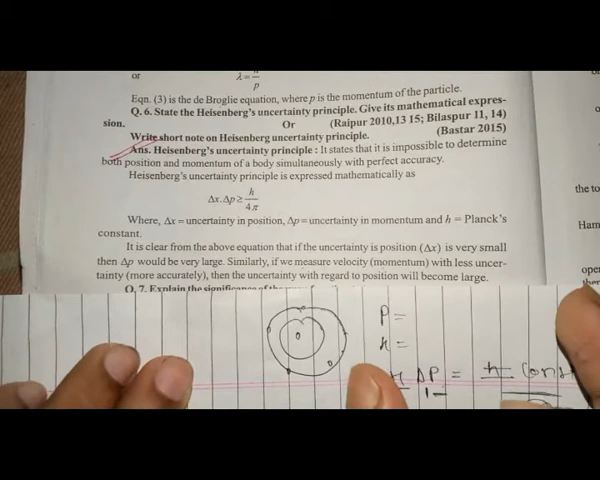 or λ = h/p
Eqn. (3) is the de Broglie equation, where p is the momentum of the particle.
Q. 6. State the Heisenberg's uncertainty principle. Give its mathematical expres-
sion. (Raipur 2010,13 15; Bilaspur 11, 14)
Or
Write short note on Heisenberg uncertainty principle. (Bastar 2015)
Ans. Heisenberg's uncertainty principle : It states that it is impossible to determine
both position and momentum of a body simultaneously with perfect accuracy.
Heisenberg's uncertainty principle is expressed mathematically as
Δx.Δp ≥ h/4π
Where, Δx = uncertainty in position, Δp = uncertainty in momentum and h = Planck's
constant.
It is clear from the above equation that if the uncertainty is position (Δx) is very small
then Δp would be very large. Similarly, if we measure velocity (momentum) with less uncer-
tainty (more accurately), then the uncertainty with regard to position will become large.
Q. 7. Explain the significance of the
the to
Ham
oper
P =
ΔP =